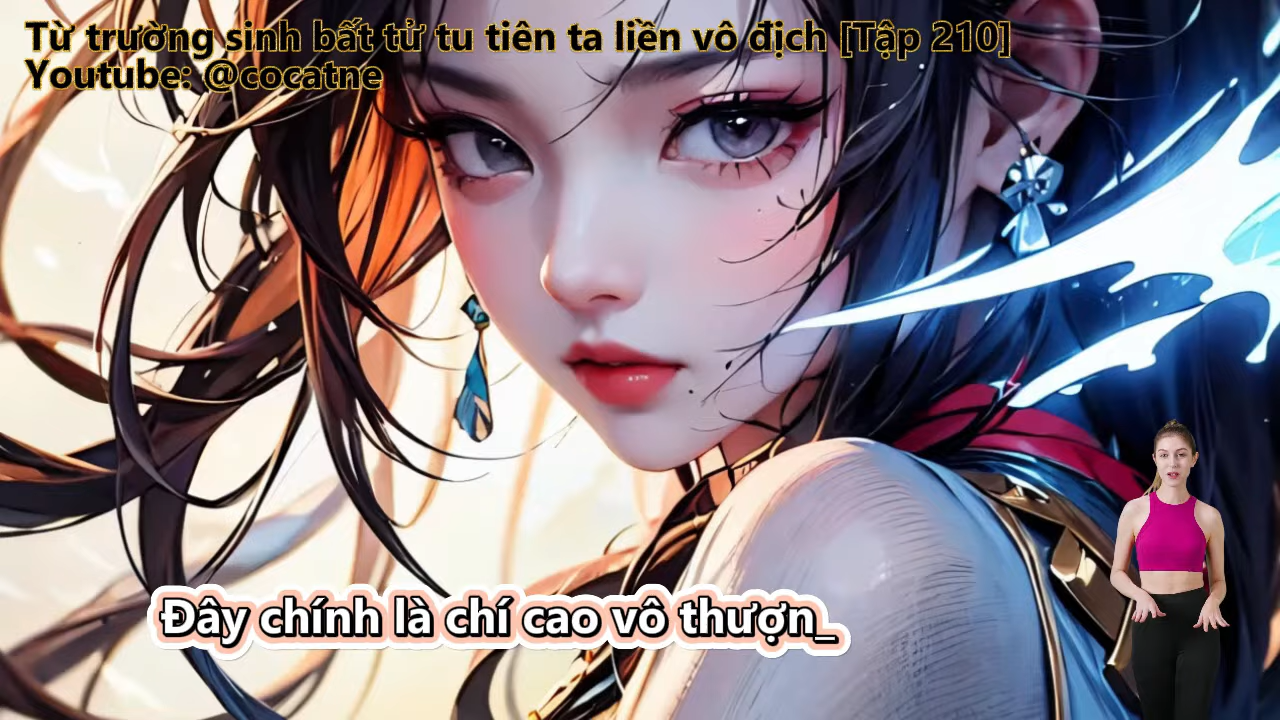 Từ trường sinh bất tử tu tiên ta liền vô địch [Tập 210]
Youtube: @cocatne
Đây chính là chí cao vô thượn_